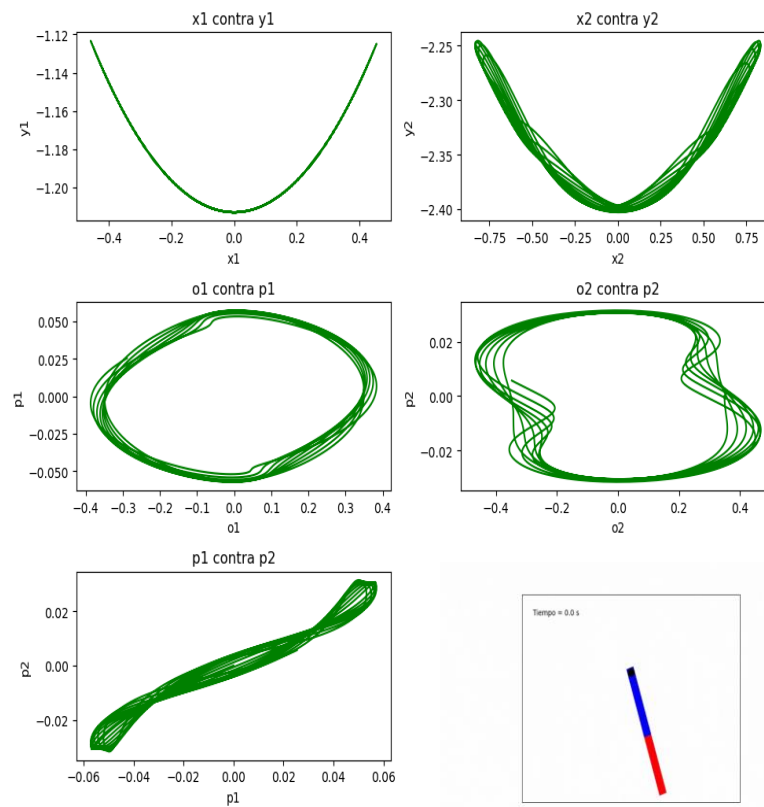 x1 contra y1
−1.12
−1.14
−1.16
−1.18
−1.20
y1
−0.4 −0.2 0.0 0.2 0.4
x1
x2 contra y2
−2.25
−2.30
−2.35
−2.40
y2
−0.75 −0.50 −0.25 0.00 0.25 0.50 0.75
x2
o1 contra p1
0.050
0.025
0.000
−0.025
−0.050
p1
−0.4 −0.3 −0.2 −0.1 0.0 0.1 0.2 0.3 0.4
o1
o2 contra p2
0.02
0.00
−0.02
p2
−0.4 −0.2 0.0 0.2 0.4
o2
p1 contra p2
0.02
0.00
−0.02
p2
−0.06 −0.04 −0.02 0.00 0.02 0.04 0.06
p1
Tiempo = 0.0 s